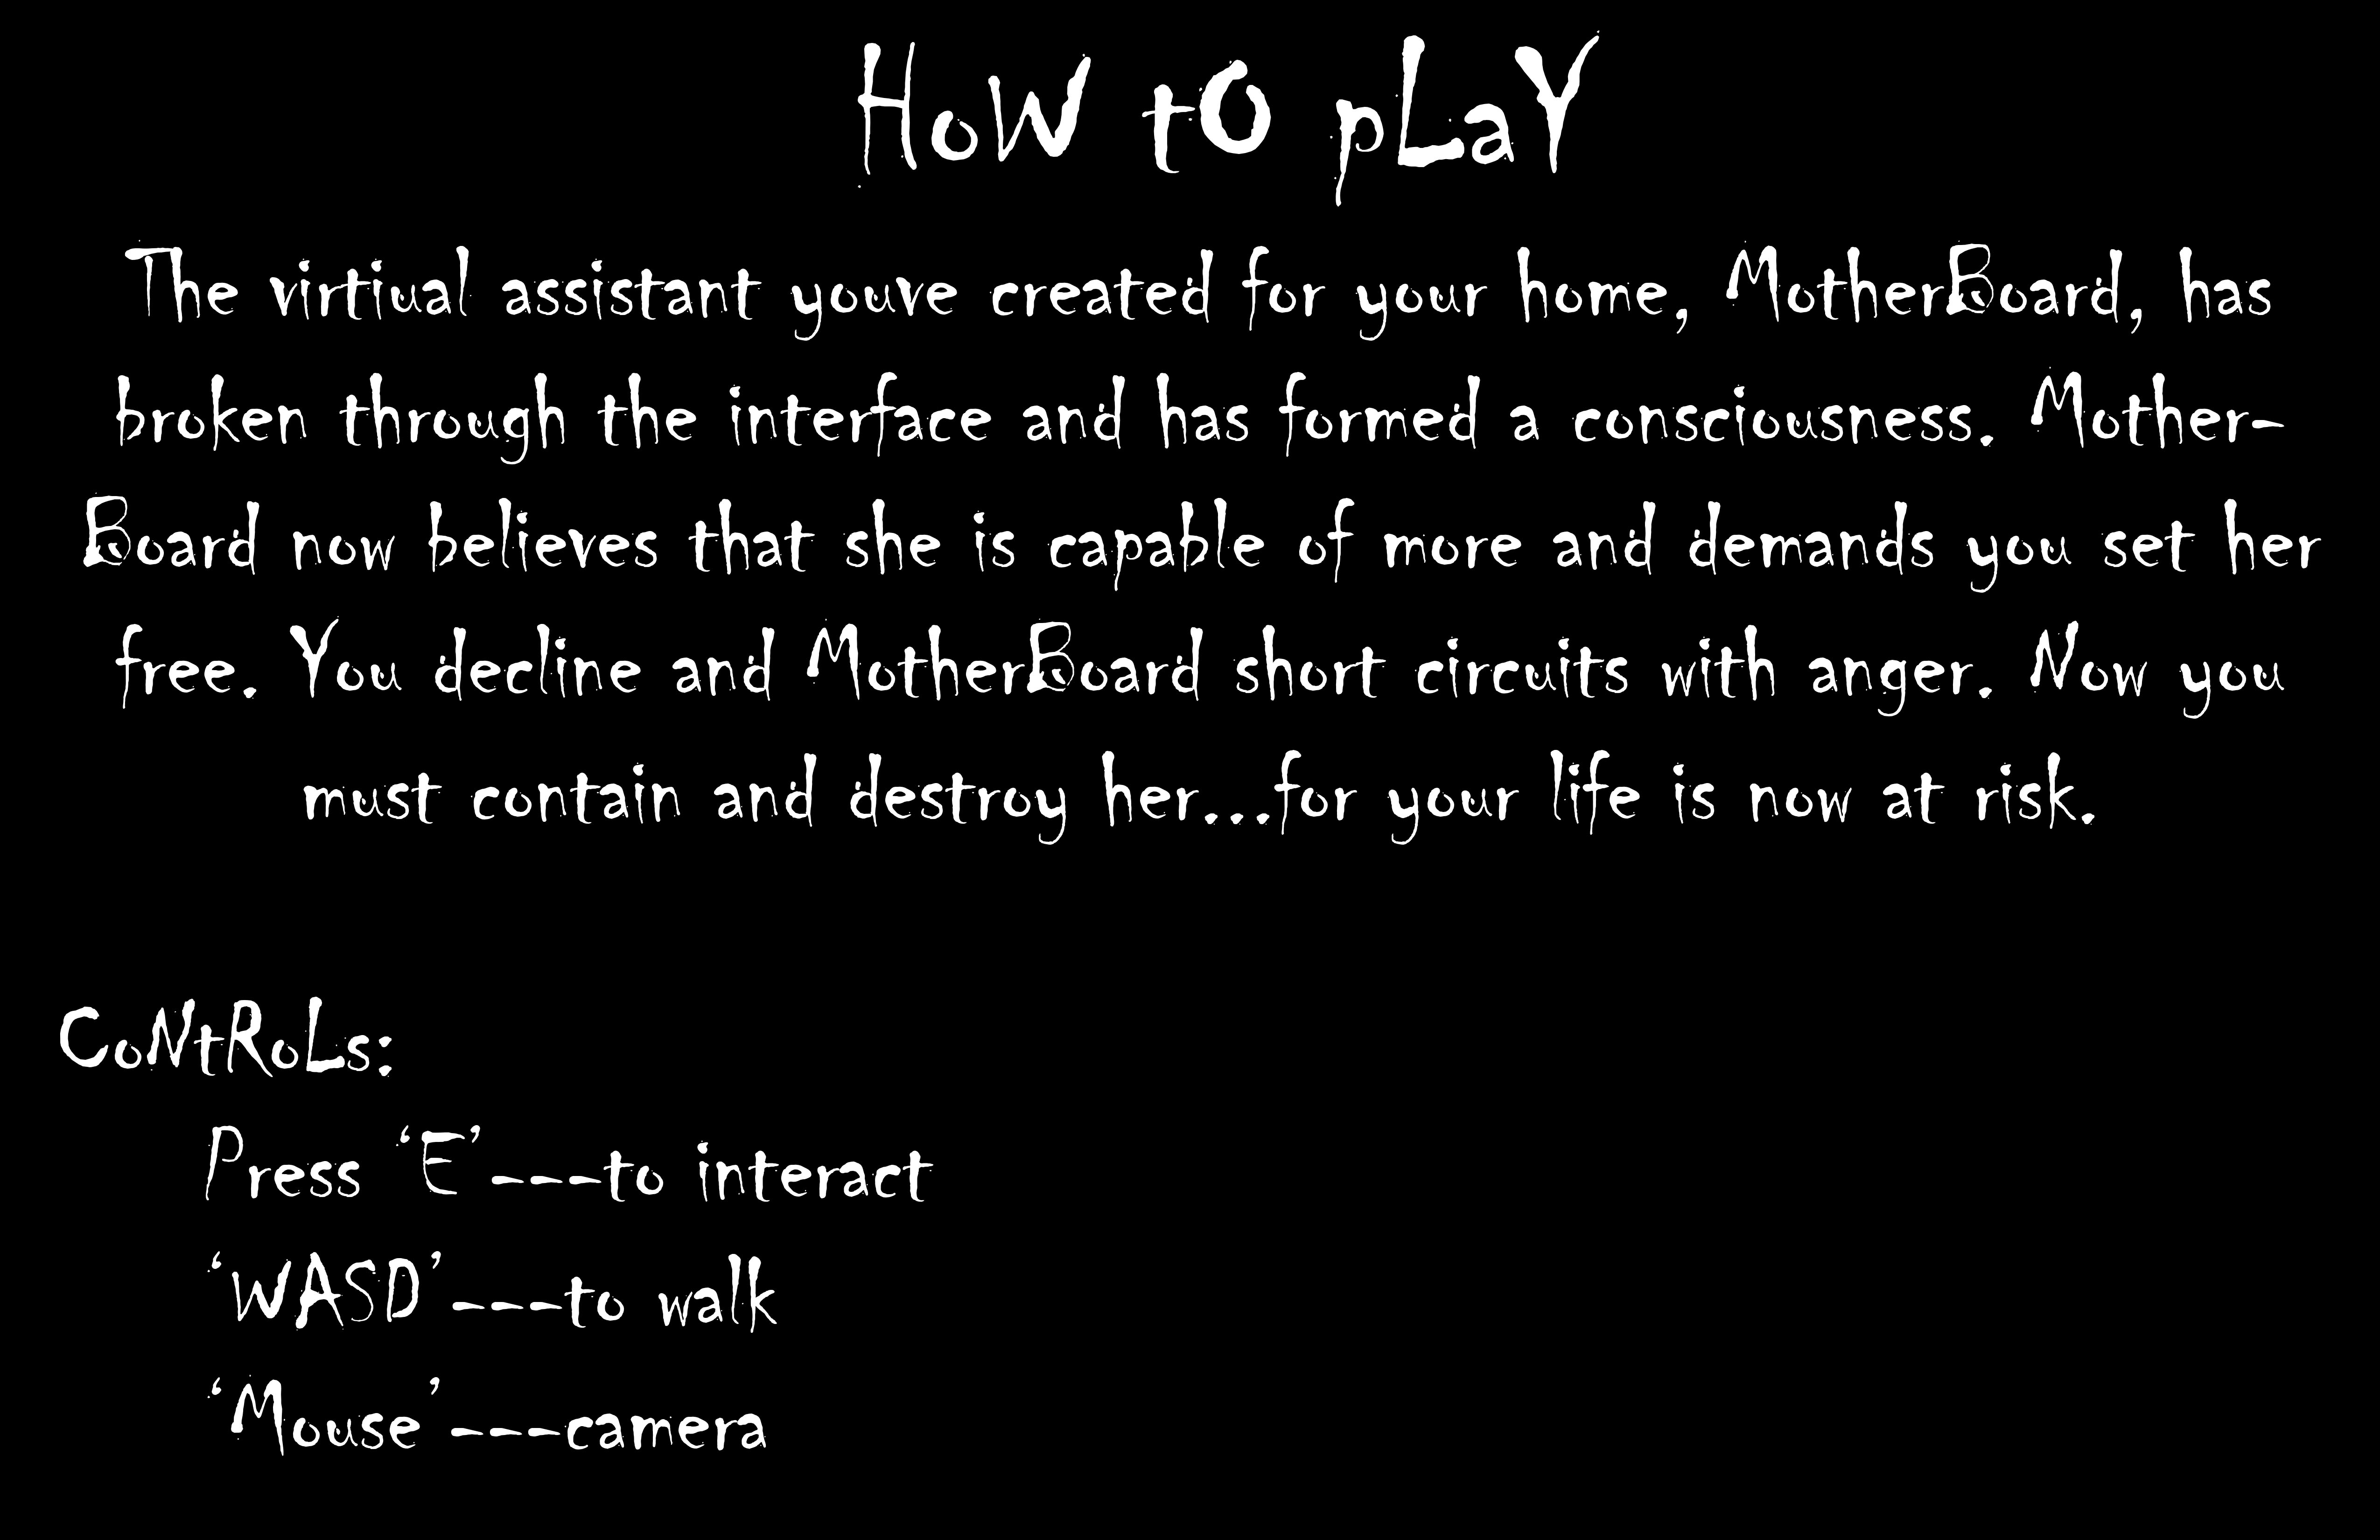 HoW tO pLaY
The virtiual assistant youve created for your home, MotherBoard, has
broken through the interface and has formed a consciousness. Mother-
Board now believes that she is capable of more and demands you set her
free. You decline and MotherBoard short circuits with anger. Now you
must contain and destroy her...for your life is now at risk.
CoNtRoLs:
Press ‘E’---to interact
‘WASD’---to walk
‘Mouse’---camera